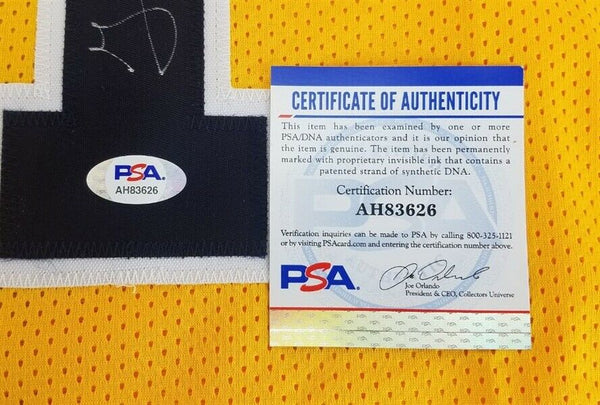 PSA.
AH83626
CERTIFICATE OF AUTHENTICITY
This item has been examined by one or more
PSA/DNA authenticators and it is our opinion that
the item is genuine. The item has been permanently
marked with proprietary invisible ink that contains a
patented strand of synthetic DNA.
Certification Number:
AH83626
Verification inquiries can be made to PSA by calling 800-325-1121
or by visiting PSAcard.com and entering the certification number above.
PSA.
Joe Orlando
Joe Orlando
President & CEO, Collectors Universe